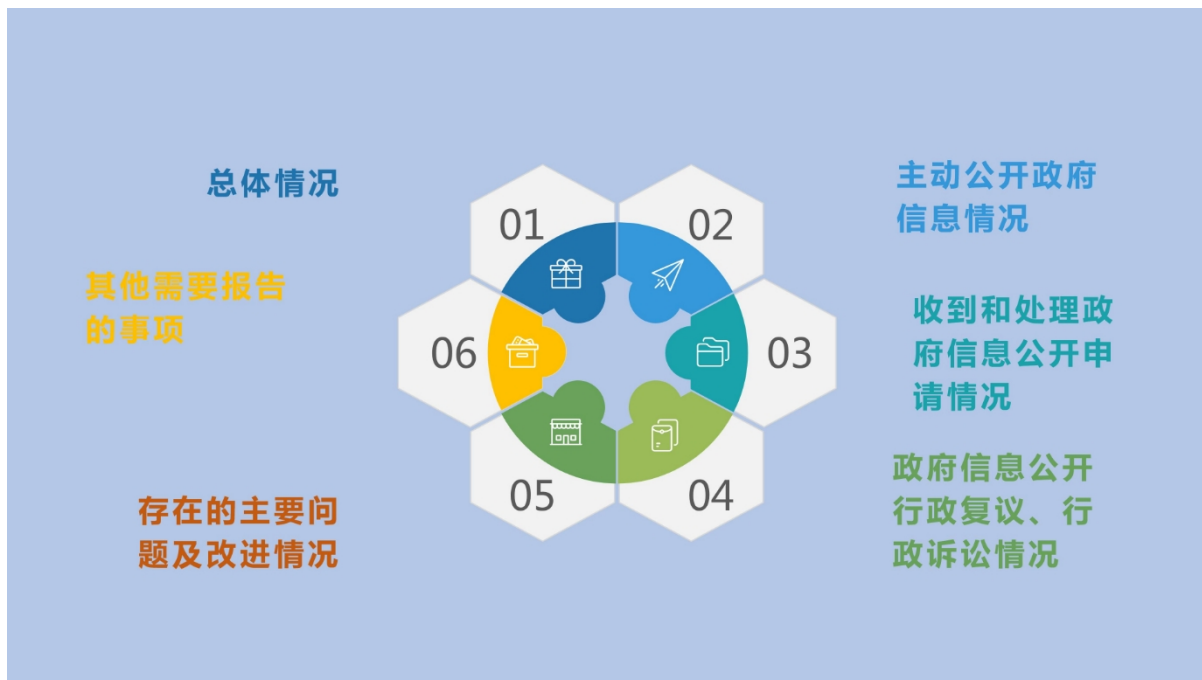 01
总体情况
02
主动公开政府
信息情况
03
收到和处理政
府信息公开申
请情况
04
政府信息公开
行政复议、行
政诉讼情况
05
存在的主要问
题及改进情况
06
其他需要报告
的事项